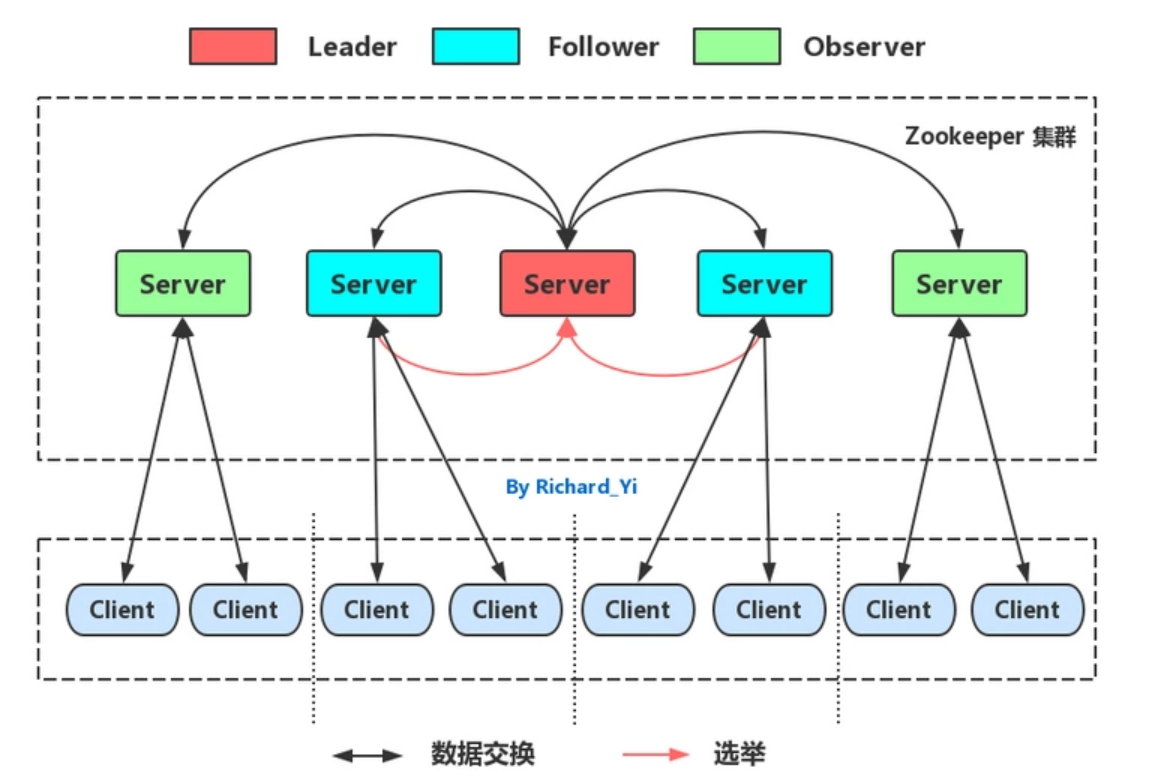 Leader Follower Observer
Zookeeper 集群
Server Server Server Server Server
By Richard_Yi
Client Client Client Client Client Client Client Client
数据交换 选举